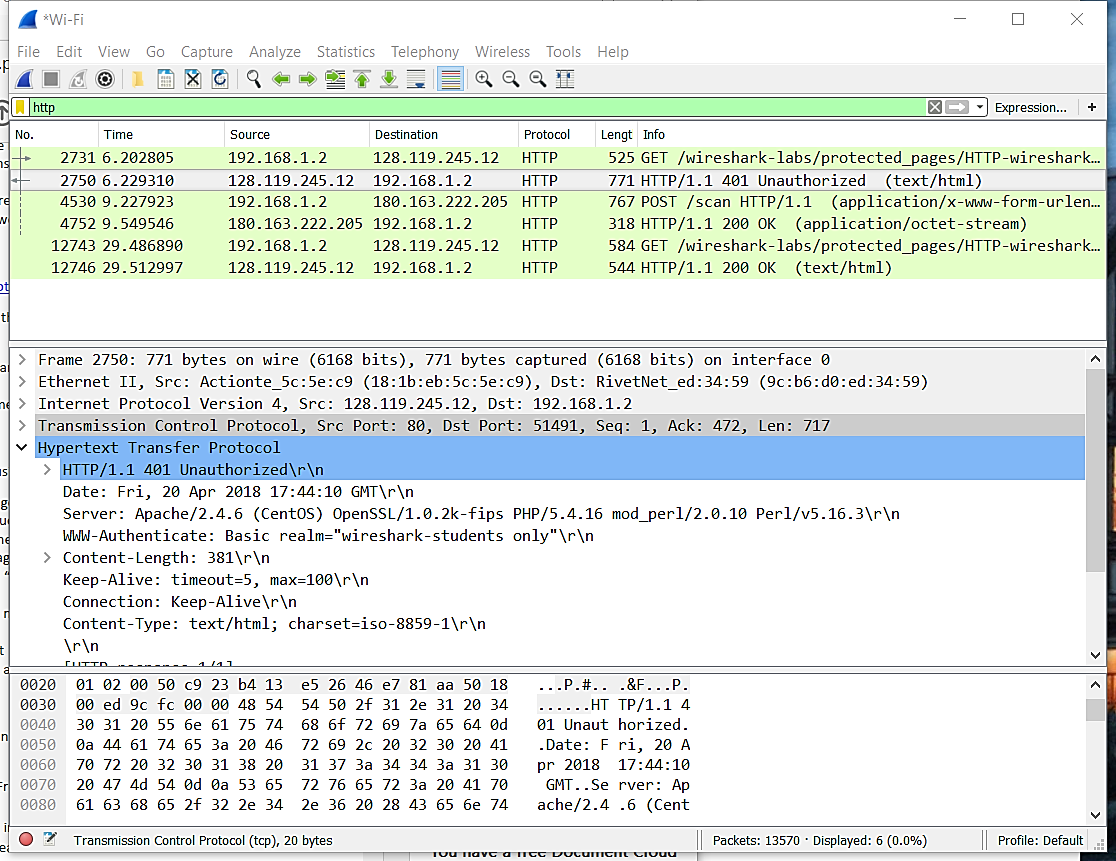 *Wi-Fi
File Edit View Go Capture Analyze Statistics Telephony Wireless Tools Help
http Expression... +
No. Time Source Destination Protocol Lengt Info
2731 6.202805 192.168.1.2 128.119.245.12 HTTP 525 GET /wireshark-labs/protected_pages/HTTP-wireshark…
2750 6.229310 128.119.245.12 192.168.1.2 HTTP 771 HTTP/1.1 401 Unauthorized (text/html)
4530 9.227923 192.168.1.2 180.163.222.205 HTTP 767 POST /scan HTTP/1.1 (application/x-www-form-urlen…
4752 9.549546 180.163.222.205 192.168.1.2 HTTP 318 HTTP/1.1 200 OK (application/octet-stream)
12743 29.486890 192.168.1.2 128.119.245.12 HTTP 584 GET /wireshark-labs/protected_pages/HTTP-wireshark…
12746 29.512997 128.119.245.12 192.168.1.2 HTTP 544 HTTP/1.1 200 OK (text/html)
Frame 2750: 771 bytes on wire (6168 bits), 771 bytes captured (6168 bits) on interface 0
Ethernet II, Src: Actionte_5c:5e:c9 (18:1b:eb:5c:5e:c9), Dst: RivetNet_ed:34:59 (9c:b6:d0:ed:34:59)
Internet Protocol Version 4, Src: 128.119.245.12, Dst: 192.168.1.2
Transmission Control Protocol, Src Port: 80, Dst Port: 51491, Seq: 1, Ack: 472, Len: 717
Hypertext Transfer Protocol
HTTP/1.1 401 Unauthorized\r\n
Date: Fri, 20 Apr 2018 17:44:10 GMT\r\n
Server: Apache/2.4.6 (CentOS) OpenSSL/1.0.2k-fips PHP/5.4.16 mod_perl/2.0.10 Perl/v5.16.3\r\n
WWW-Authenticate: Basic realm="wireshark-students only"\r\n
Content-Length: 381\r\n
Keep-Alive: timeout=5, max=100\r\n
Connection: Keep-Alive\r\n
Content-Type: text/html; charset=iso-8859-1\r\n
\r\n
[HTTP response 1/1]
0020 01 02 00 50 c9 23 b4 13 e5 26 46 e7 81 aa 50 18 ...P.#.. .&F...P.
0030 00 ed 9c fc 00 00 48 54 54 50 2f 31 2e 31 20 34 ......HT TP/1.1 4
0040 30 31 20 55 6e 61 75 74 68 6f 72 69 7a 65 64 0d 01 Unaut horized.
0050 0a 44 61 74 65 3a 20 46 72 69 2c 20 32 30 20 41 .Date: F ri, 20 A
0060 70 72 20 32 30 31 38 20 31 37 3a 34 34 3a 31 30 pr 2018 17:44:10
0070 20 47 4d 54 0d 0a 53 65 72 76 65 72 3a 20 41 70 GMT..Se rver: Ap
0080 61 63 68 65 2f 32 2e 34 2e 36 20 28 43 65 6e 74 ache/2.4 .6 (Cent
Transmission Control Protocol (tcp), 20 bytes Packets: 13570 · Displayed: 6 (0.0%) Profile: Default
You have a free Document Cloud